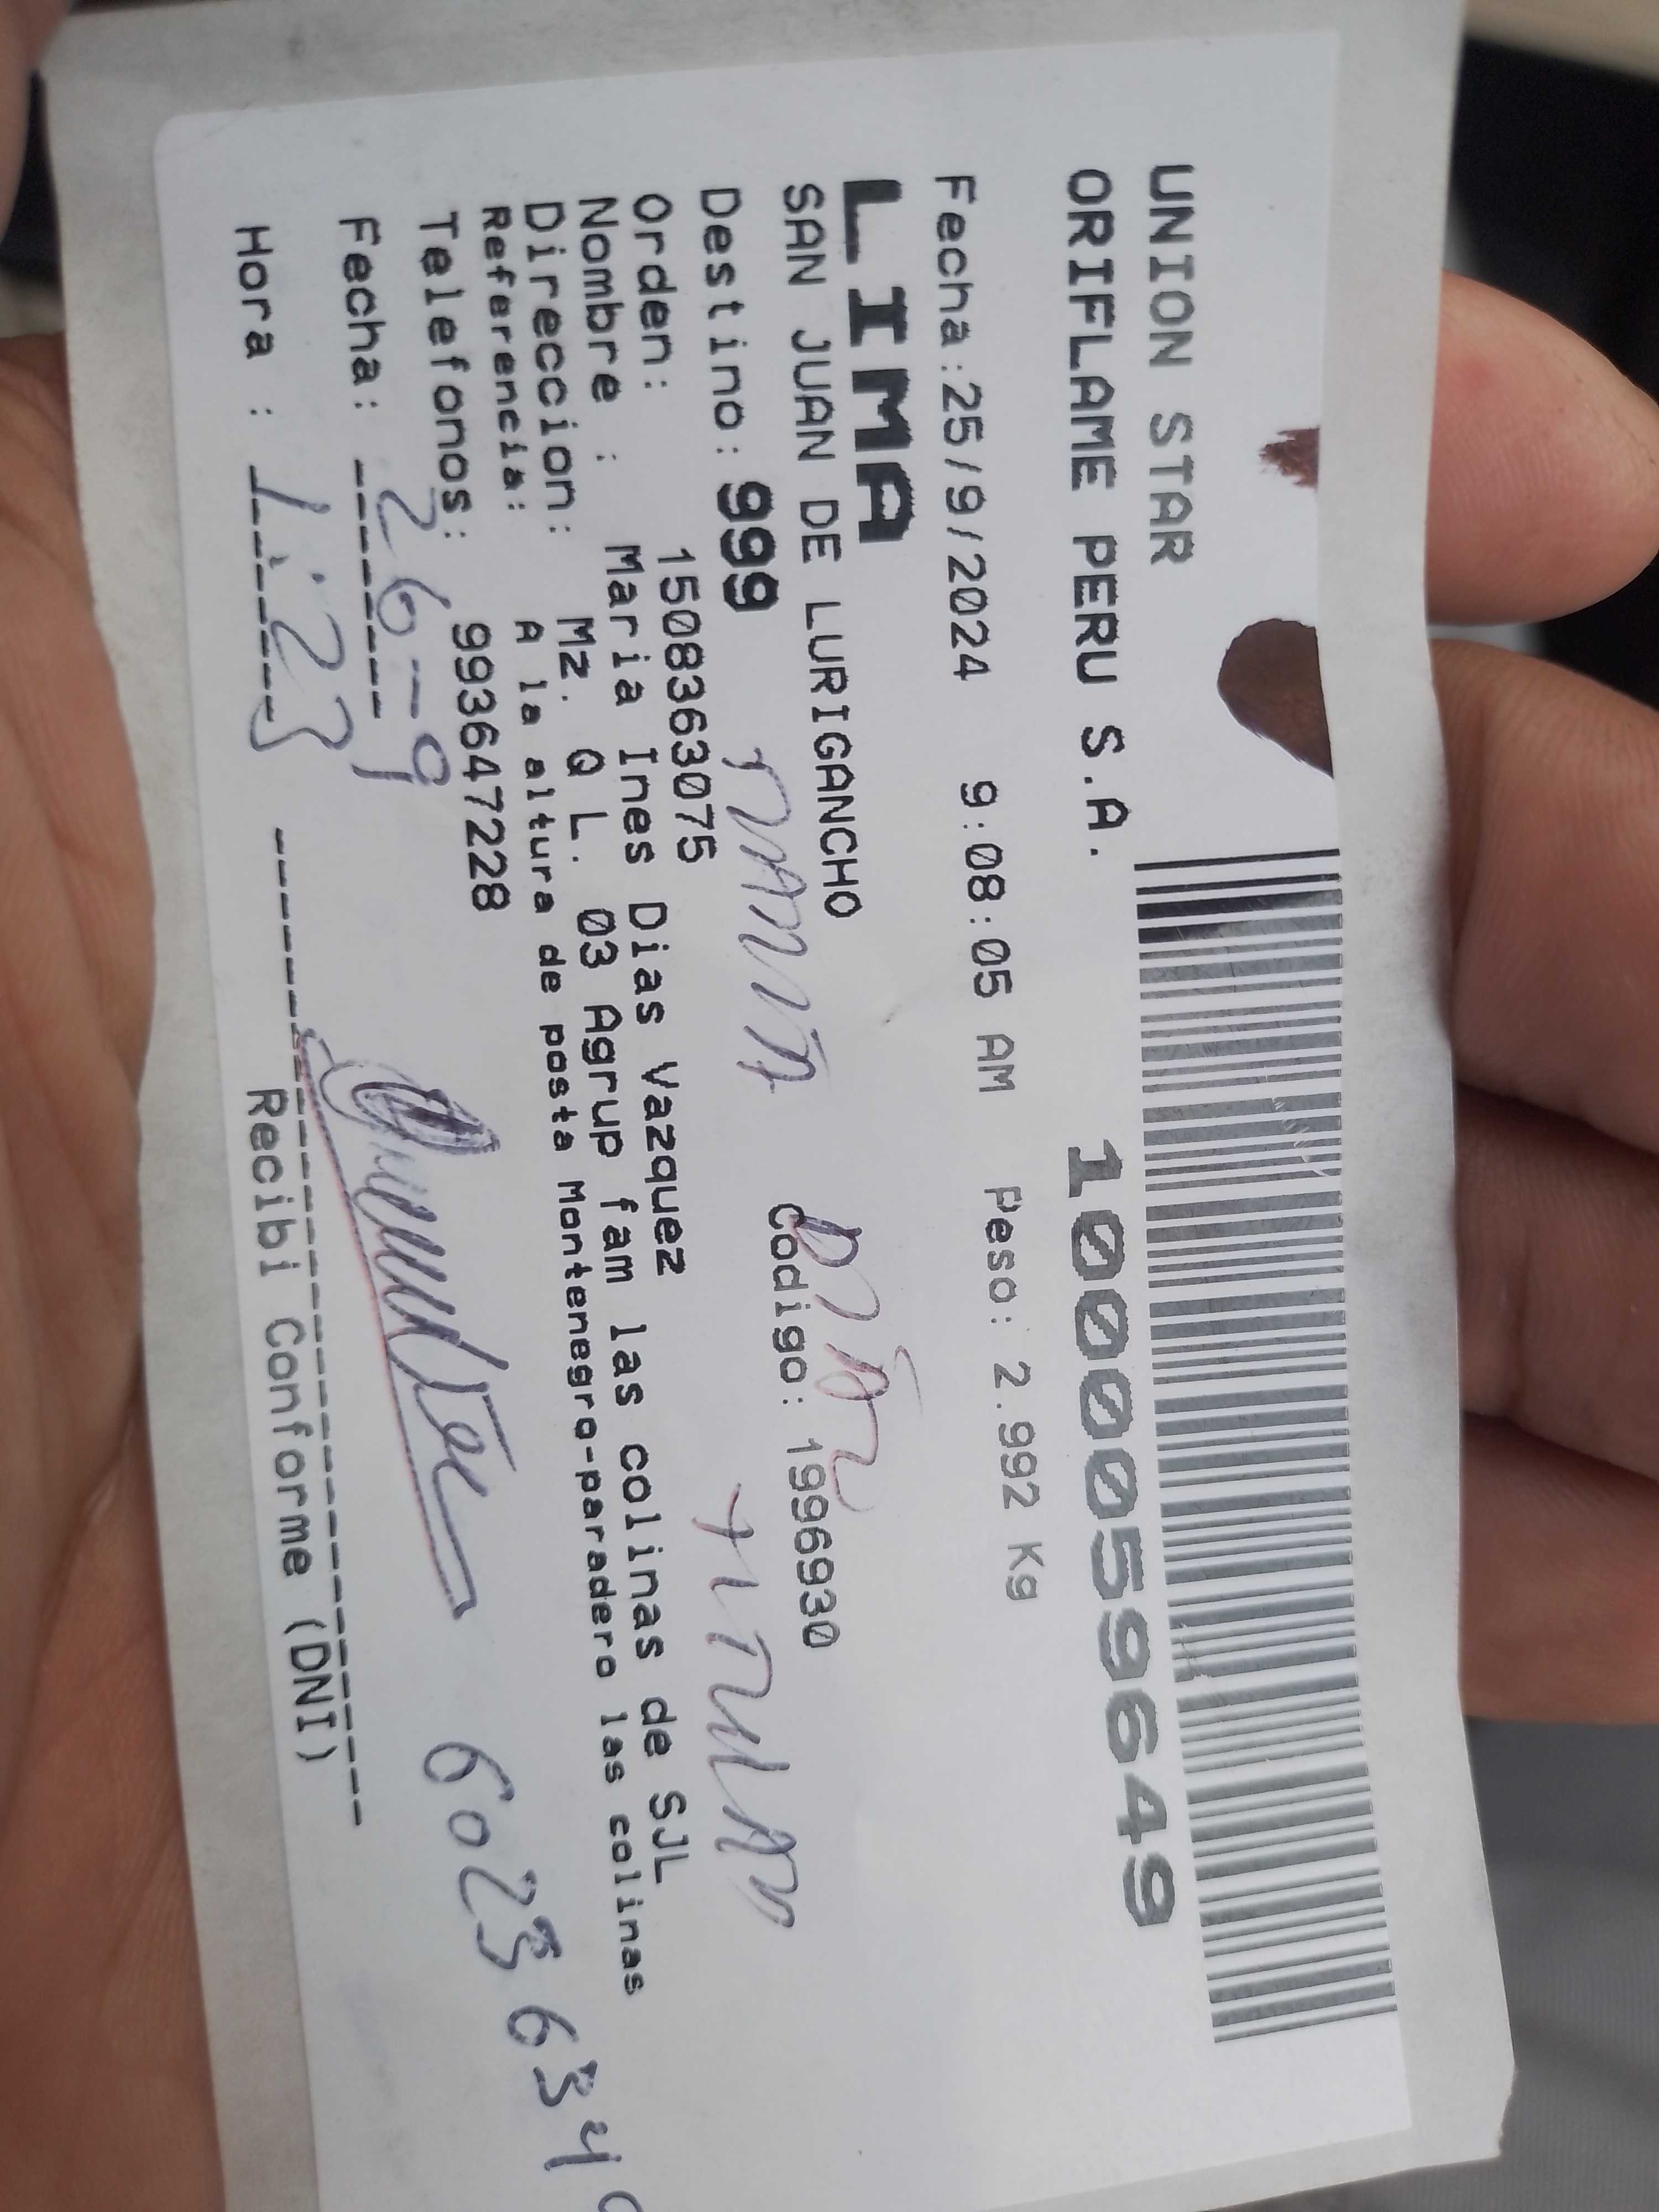 UNION STAR
ORIFLAME PERU S.A. 1000596649
Fecha:25/9/2024 9:08:05 AM Peso: 2.992 Kg
LIMA
SAN JUAN DE LURIGANCHO
Destino: 999 Codigo: 1996930
Orden: 150836307​5
Nombre : Maria Ines Dias Vazquez
Direccion: Mz. Q L. 03 Agrup fam las colinas de SJL
Referencia: A la altura de posta Montenegro-paradero las colinas
Telefonos: 993647228
Fecha: 26-9
Hora : 1:23
Recibi Conforme (DNI)